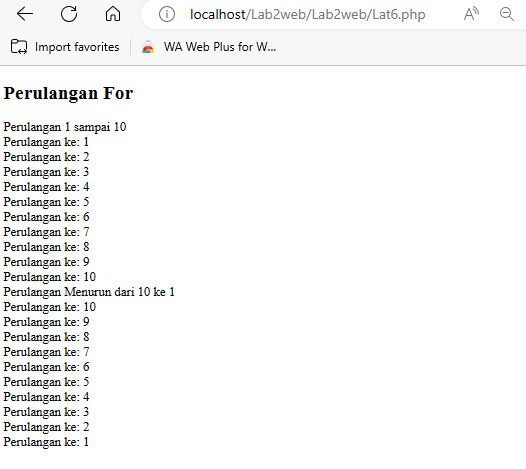 localhost/Lab2web/Lab2web/Lat6.php
Import favorites
WA Web Plus for W...
Perulangan For
Perulangan 1 sampai 10
Perulangan ke: 1
Perulangan ke: 2
Perulangan ke: 3
Perulangan ke: 4
Perulangan ke: 5
Perulangan ke: 6
Perulangan ke: 7
Perulangan ke: 8
Perulangan ke: 9
Perulangan ke: 10
Perulangan Menurun dari 10 ke 1
Perulangan ke: 10
Perulangan ke: 9
Perulangan ke: 8
Perulangan ke: 7
Perulangan ke: 6
Perulangan ke: 5
Perulangan ke: 4
Perulangan ke: 3
Perulangan ke: 2
Perulangan ke: 1